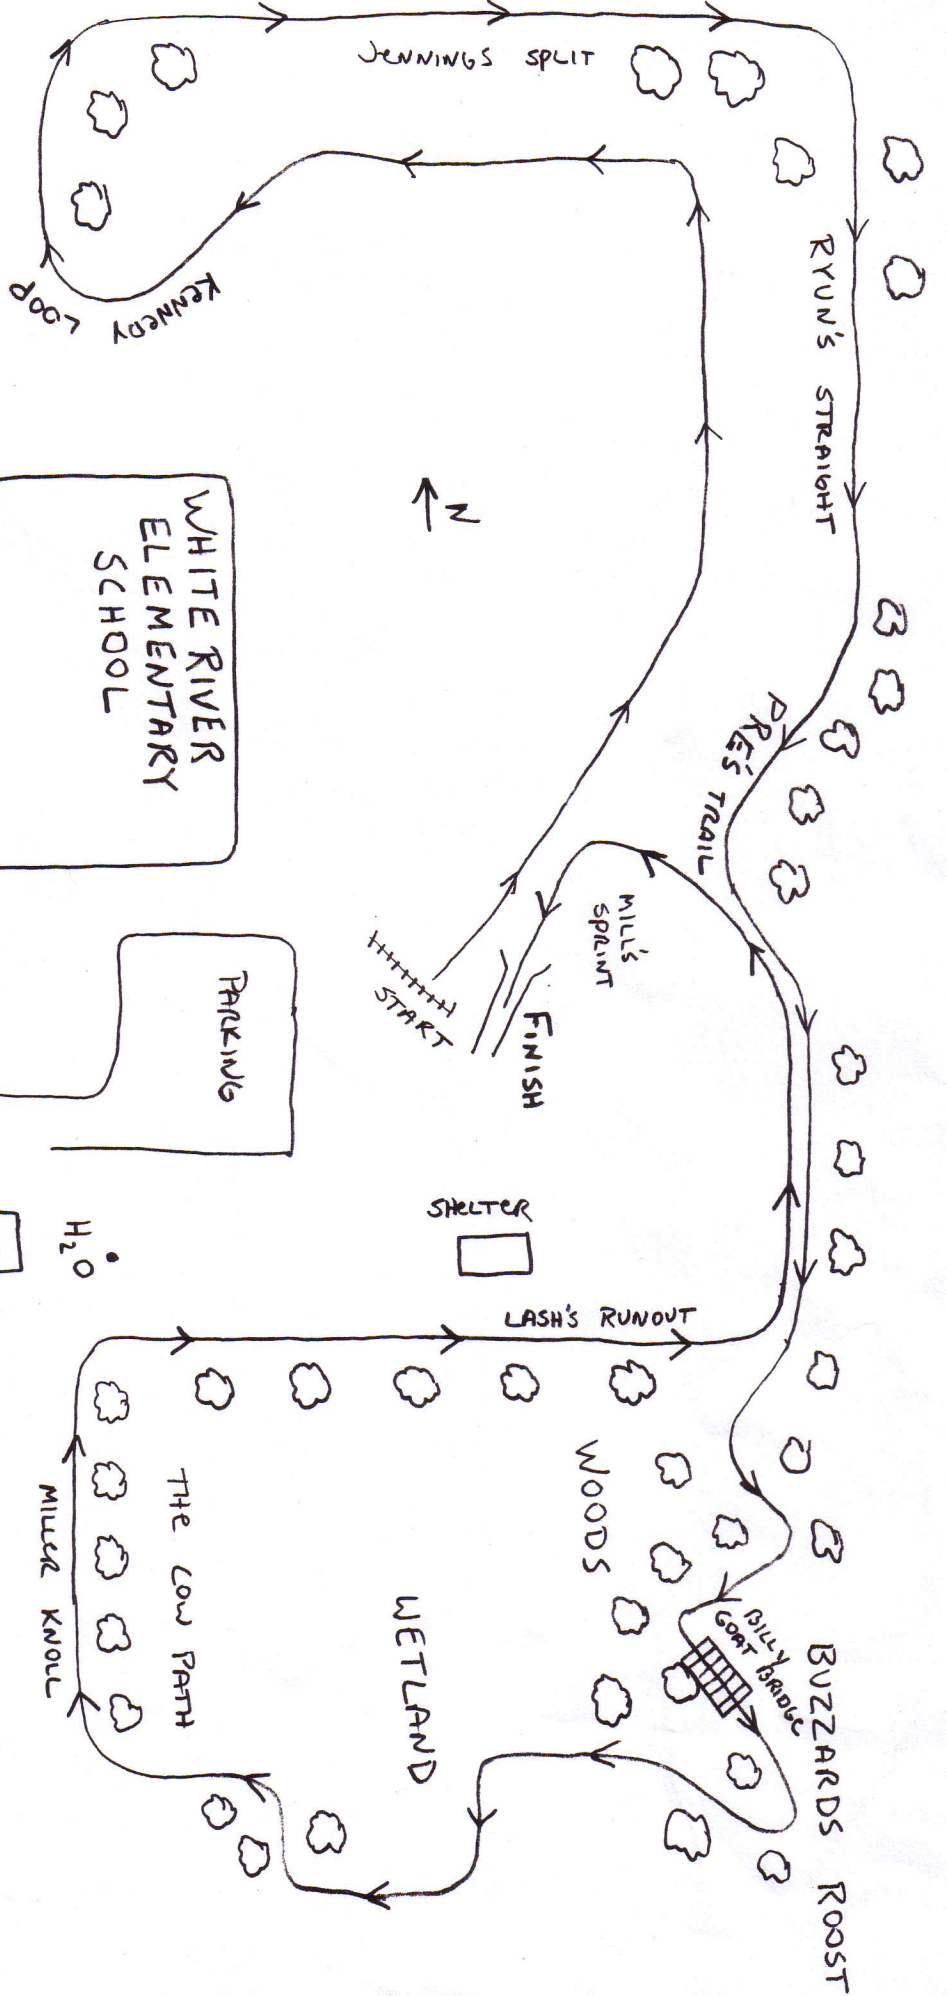 JENNINGS SPLIT
KENNEDY LOOP
RYUN'S STRAIGHT
N
WHITE RIVER
ELEMENTARY
SCHOOL
PRE'S TRAIL
MILL'S
SPRINT
START
FINISH
PARKING
SHELTER
H2O
LASH'S RUNOUT
WOODS
THE LOW PATH
MILLER KNOLL
WETLAND
BILLY
GOAT BRIDGE
BUZZARDS ROOST